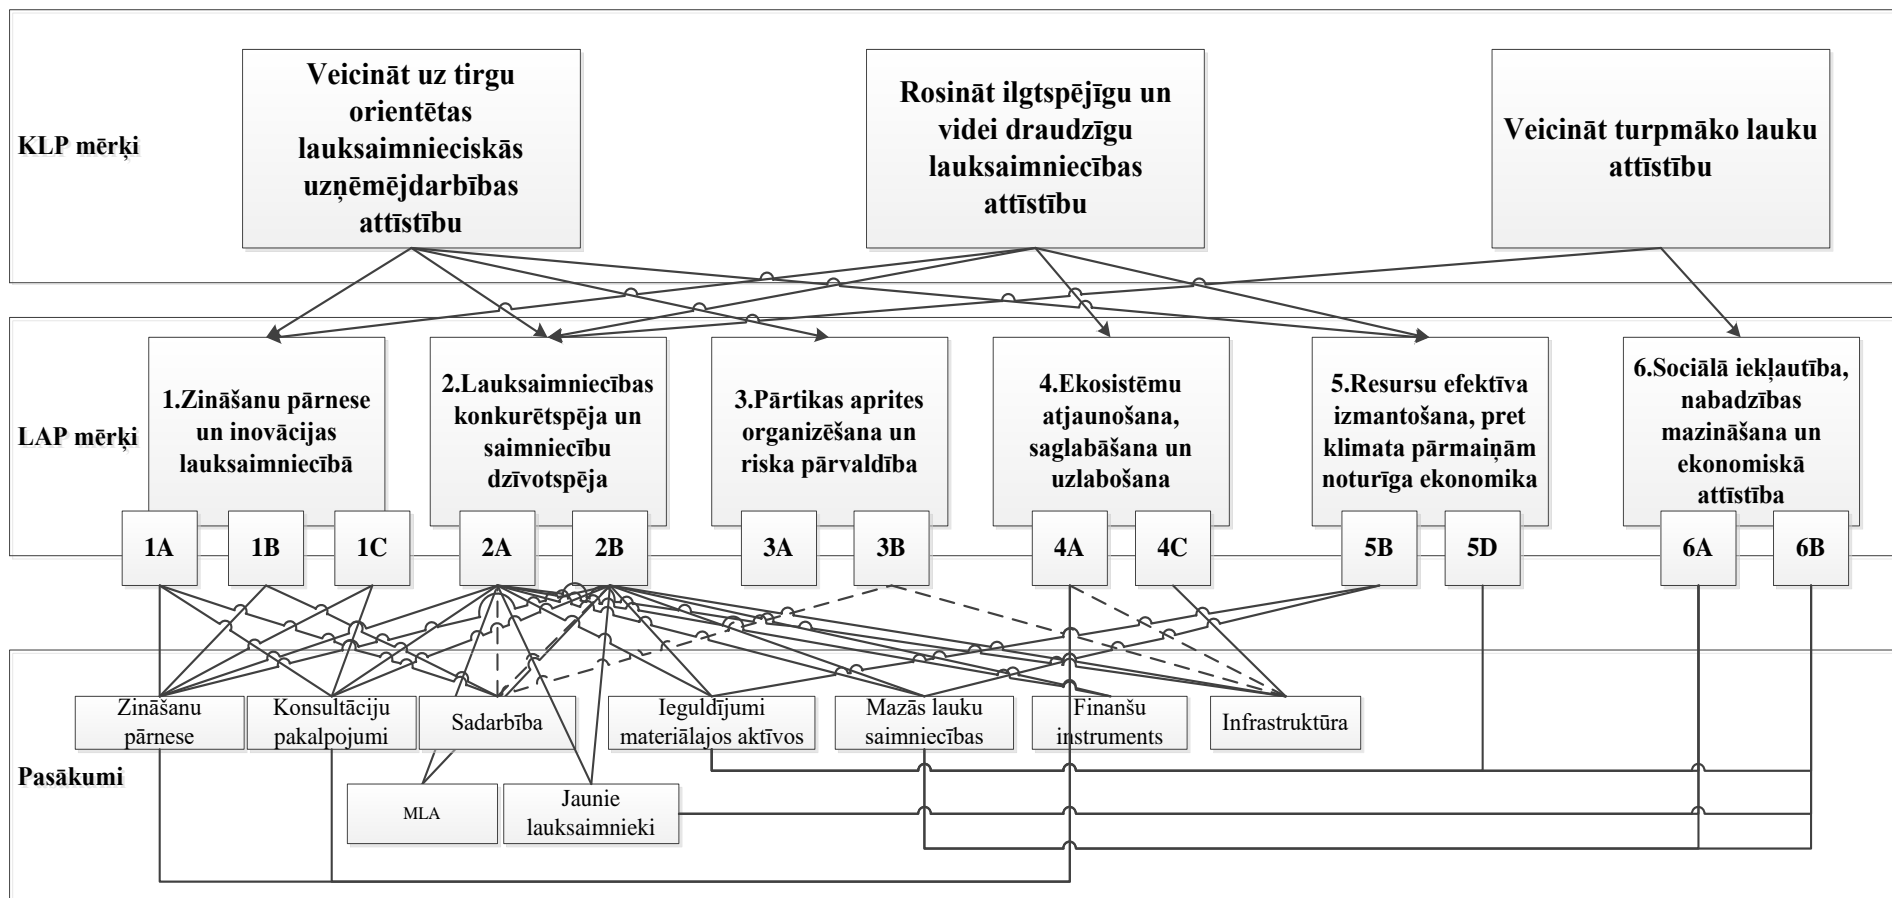 Veicināt uz tirgu
orientētas
lauksaimnieciskās
uzņēmējdarbības
attīstību
Rosināt ilgtspējīgu un
videi draudzīgu
lauksaimniecības
attīstību
Veicināt turpmāko lauku
attīstību
KLP mērķi
LAP mērķi
1.Zināšanu pārnese
un inovācijas
lauksaimniecībā
2.Lauksaimniecības
konkurētspēja un
saimniecību
dzīvotspēja
3.Pārtikas aprites
organizēšana un
riska pārvaldība
4.Ekosistēmu
atjaunošana,
saglabāšana un
uzlabošana
5.Resursu efektīva
izmantošana, pret
klimata pārmaiņām
noturīga ekonomika
6.Sociālā iekļautība,
nabadzības
mazināšana un
ekonomiskā
attīstība
1A
1B
1C
2A
2B
3A
3B
4A
4C
5B
5D
6A
6B
Zināšanu
pārnese
Konsultāciju
pakalpojumi
Sadarbība
Ieguldījumi
materiālajos aktīvos
Mazās lauku
saimniecības
Finanšu
instruments
Infrastruktūra
Pasākumi
MLA
Jaunie
lauksaimnieki